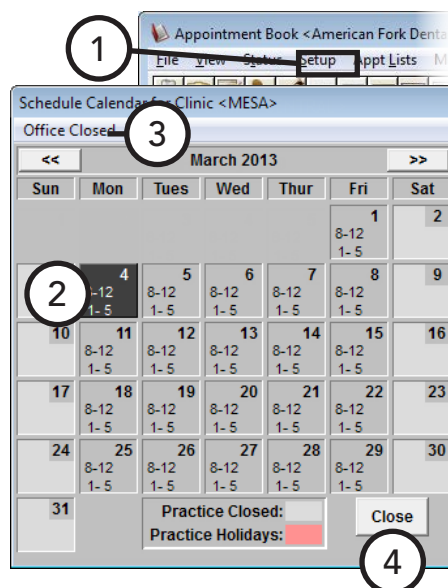 1
Appointment Book <American Fork Denta
File View Status Setup Appt Lists M
Schedule Calendar for Clinic <MESA>
Office Closed 3
<< March 2013 >>
Sun Mon Tues Wed Thur Fri Sat
1 2
8-12
1- 5
2 4 5 6 7 8 9
8-12 8-12 8-12 8-12 8-12
1- 5 1- 5 1- 5 1- 5 1- 5
10 11 12 13 14 15 16
8-12 8-12 8-12 8-12 8-12
1- 5 1- 5 1- 5 1- 5 1- 5
17 18 19 20 21 22 23
8-12 8-12 8-12 8-12 8-12
1- 5 1- 5 1- 5 1- 5 1- 5
24 25 26 27 28 29 30
8-12 8-12 8-12 8-12 8-12
1- 5 1- 5 1- 5 1- 5 1- 5
31 Practice Closed: Close
Practice Holidays:
4